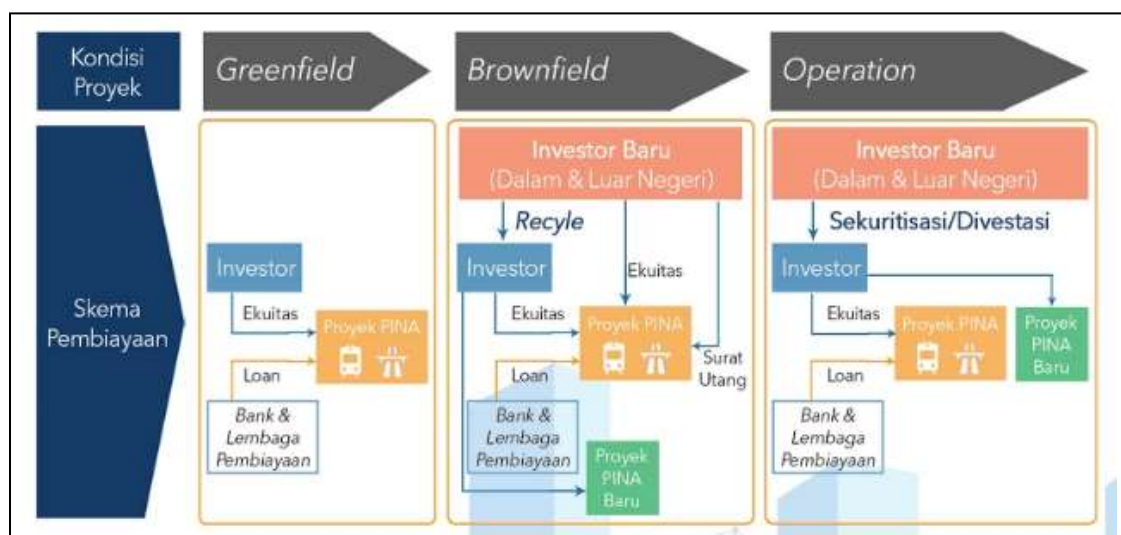 Kondisi
Proyek
Greenfield
Brownfield
Operation
Skema
Pembiayaan
Investor
Ekuitas
Proyek PINA
Loan
Bank &
Lembaga
Pembiayaan
Investor Baru
(Dalam & Luar Negeri)
Recyle
Investor
Ekuitas
Ekuitas
Proyek PINA
Surat
Utang
Loan
Bank &
Lembaga
Pembiayaan
Proyek
PINA
Baru
Investor Baru
(Dalam & Luar Negeri)
Sekuritisasi/Divestasi
Investor
Ekuitas
Proyek PINA
Proyek
PINA
Baru
Loan
Bank &
Lembaga
Pembiayaan